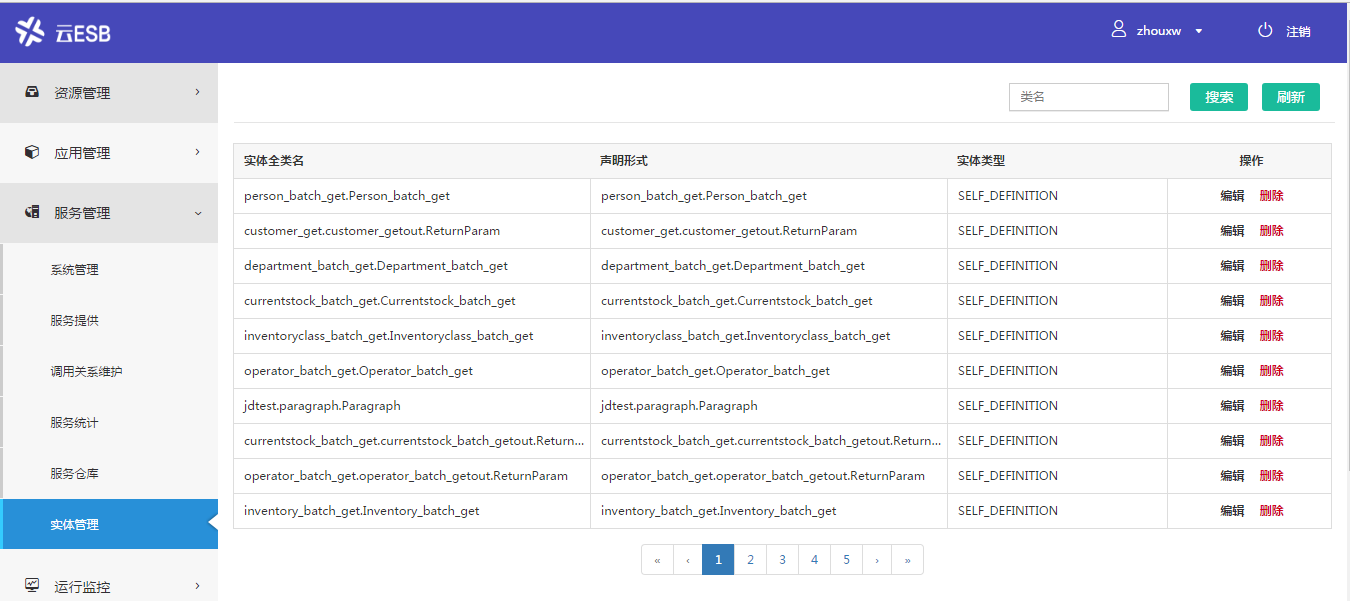 云ESB
zhouxw
注销
资源管理
应用管理
服务管理
系统管理
服务提供
调用关系维护
服务统计
服务仓库
实体管理
运行监控
类名 搜索 刷新
实体全类名 声明形式 实体类型 操作
person_batch_get.Person_batch_get person_batch_get.Person_batch_get SELF_DEFINITION 编辑 删除
customer_get.customer_getout.ReturnParam customer_get.customer_getout.ReturnParam SELF_DEFINITION 编辑 删除
department_batch_get.Department_batch_get department_batch_get.Department_batch_get SELF_DEFINITION 编辑 删除
currentstock_batch_get.Currentstock_batch_get currentstock_batch_get.Currentstock_batch_get SELF_DEFINITION 编辑 删除
inventoryclass_batch_get.Inventoryclass_batch_get inventoryclass_batch_get.Inventoryclass_batch_get SELF_DEFINITION 编辑 删除
operator_batch_get.Operator_batch_get operator_batch_get.Operator_batch_get SELF_DEFINITION 编辑 删除
jdtest.paragraph.Paragraph jdtest.paragraph.Paragraph SELF_DEFINITION 编辑 删除
currentstock_batch_get.currentstock_batch_getout.Return... currentstock_batch_get.currentstock_batch_getout.Return... SELF_DEFINITION 编辑 删除
operator_batch_get.operator_batch_getout.ReturnParam operator_batch_get.operator_batch_getout.ReturnParam SELF_DEFINITION 编辑 删除
inventory_batch_get.Inventory_batch_get inventory_batch_get.Inventory_batch_get SELF_DEFINITION 编辑 删除
« ‹ 1 2 3 4 5 › »